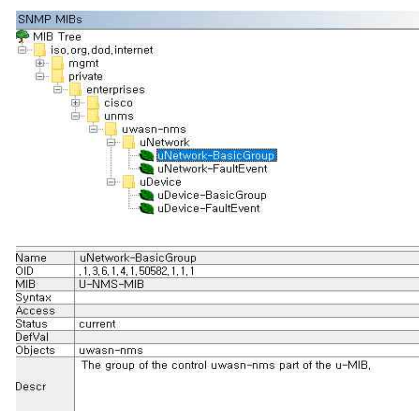 SNMP MIBs
MIB Tree
iso,org,dod,internet
mgmt
private
enterprises
cisco
unms
uwasn-nms
uNetwork
uNetwork-BasicGroup
uNetwork-FaultEvent
uDevice
uDevice-BasicGroup
uDevice-FaultEvent
Name uNetwork-BasicGroup
OID ,1,3,6,1,4,1,50582,1,1,1
MIB U-NMS-MIB
Syntax
Access
Status current
DefVal
Objects uwasn-nms
Descr The group of the control uwasn-nms part of the u-MIB,